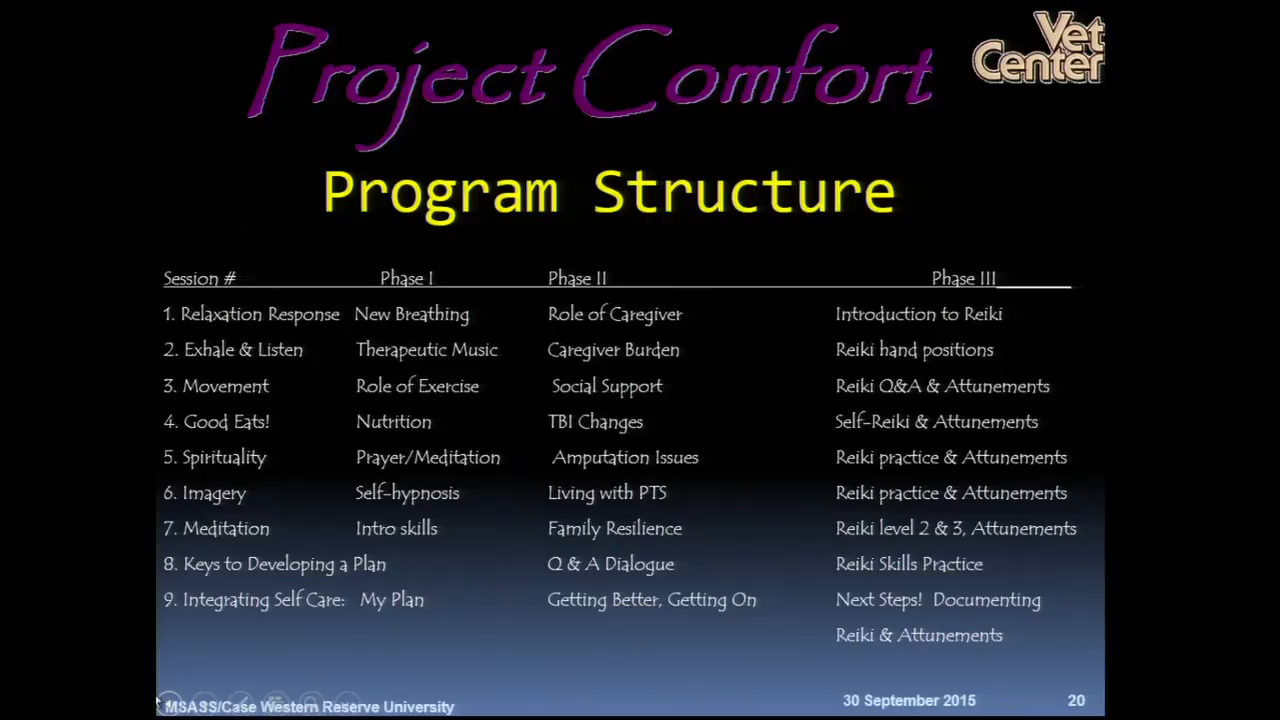 Project Comfort
Vet
Center
Program Structure
Session # Phase I Phase II Phase III
1. Relaxation Response New Breathing Role of Caregiver Introduction to Reiki
2. Exhale & Listen Therapeutic Music Caregiver Burden Reiki hand positions
3. Movement Role of Exercise Social Support Reiki Q&A & Attunements
4. Good Eats! Nutrition TBI Changes Self-Reiki & Attunements
5. Spirituality Prayer/Meditation Amputation Issues Reiki practice & Attunements
6. Imagery Self-hypnosis Living with PTS Reiki practice & Attunements
7. Meditation Intro skills Family Resilience Reiki level 2 & 3, Attunements
8. Keys to Developing a Plan Q & A Dialogue Reiki Skills Practice
9. Integrating Self Care: My Plan Getting Better, Getting On Next Steps! Documenting
Reiki & Attunements
MSASS/Case Western Reserve University 30 September 2015 20